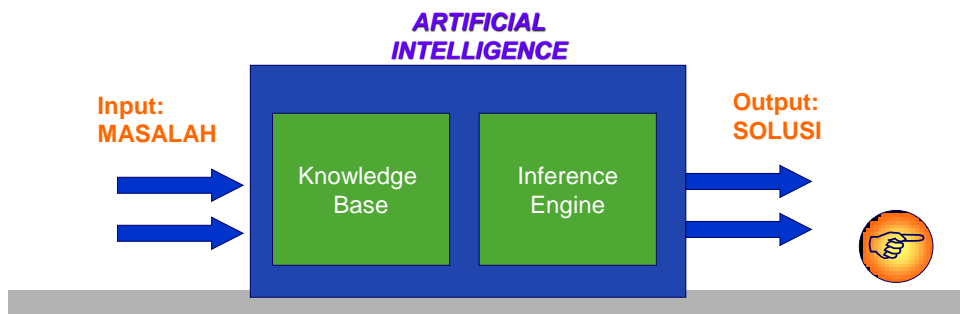 ARTIFICIAL
INTELLIGENCE
Input:
MASALAH
Output:
SOLUSI
Knowledge
Base
Inference
Engine